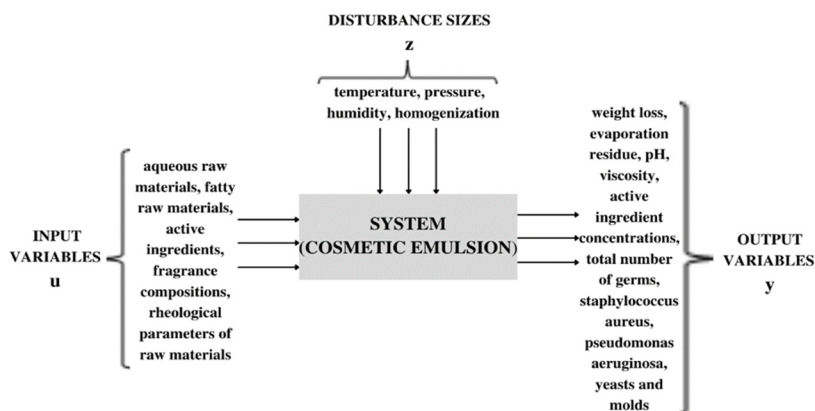 DISTURBANCE SIZES
z
temperature, pressure,
humidity, homogenization
INPUT
VARIABLES
u
aqueous raw
materials, fatty
raw materials,
active
ingredients,
fragrance
compositions,
rheological
parameters of
raw materials
SYSTEM
(COSMETIC EMULSION)
weight loss,
evaporation
residue, pH,
viscosity,
active
ingredient
concentrations,
total number
of germs,
staphylococcus
aureus,
pseudomonas
aeruginosa,
yeasts and
molds
OUTPUT
VARIABLES
y